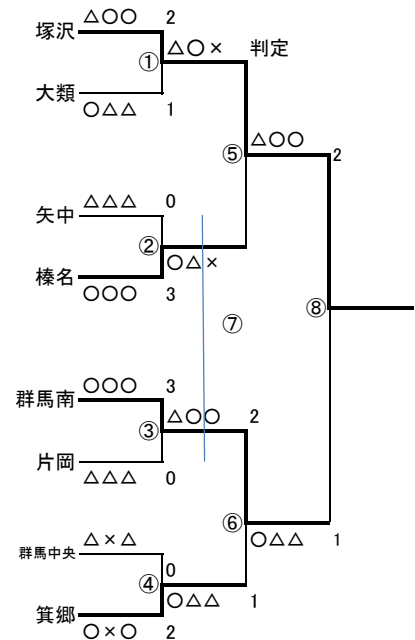 塚沢 △○○ 2
① △○× 判定
大類 ○△△ 1
⑤ △○○ 2
矢中 △△△ 0
② ○△×
榛名 ○○○ 3
⑦
⑧
群馬南 ○○○ 3
③ △○○ 2
片岡 △△△ 0
⑥ ○△△ 1
群馬中央 △×△ 0
④ ○△△ 1
箕郷 ○×○ 2